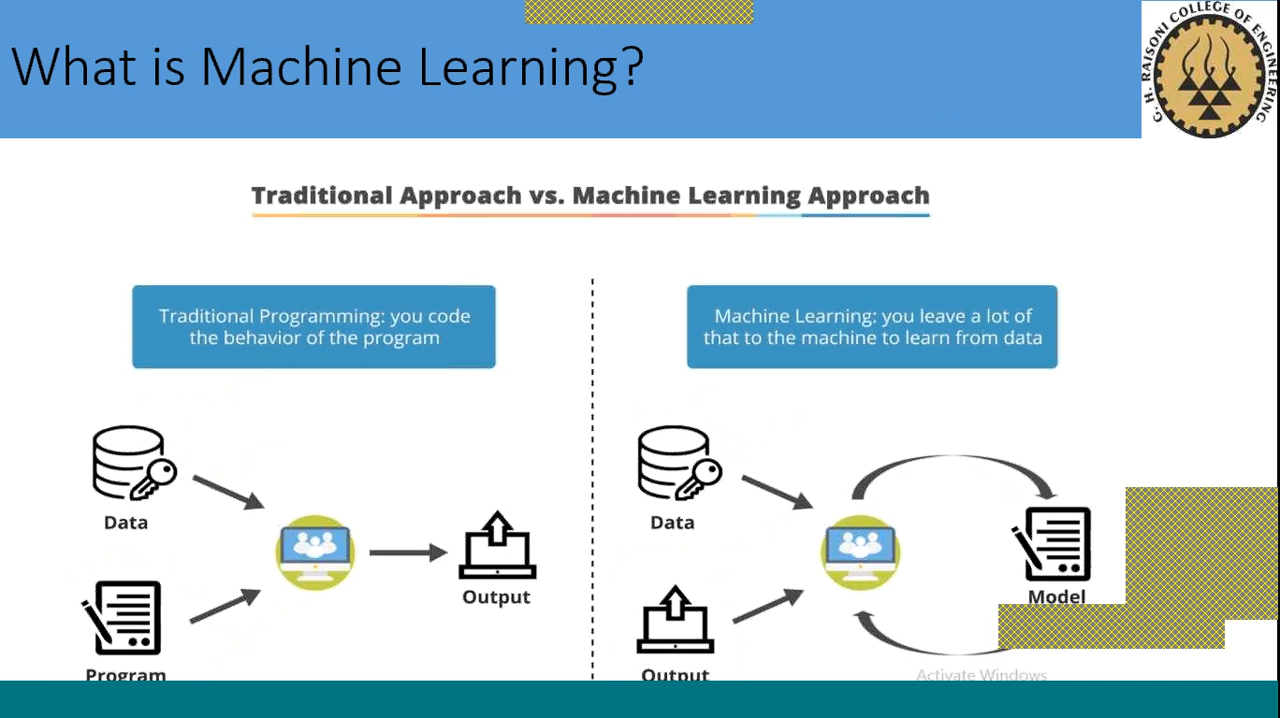 What is Machine Learning?
G. H. RAISONI COLLEGE OF ENGINEERING
Traditional Approach vs. Machine Learning Approach
Traditional Programming: you code
the behavior of the program
Machine Learning: you leave a lot of
that to the machine to learn from data
Data
Program
Output
Data
Output
Model
Activate Windows